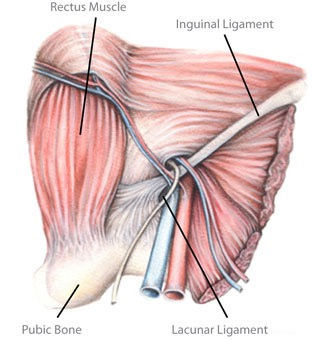 Rectus Muscle
Inguinal Ligament
Pubic Bone
Lacunar Ligament